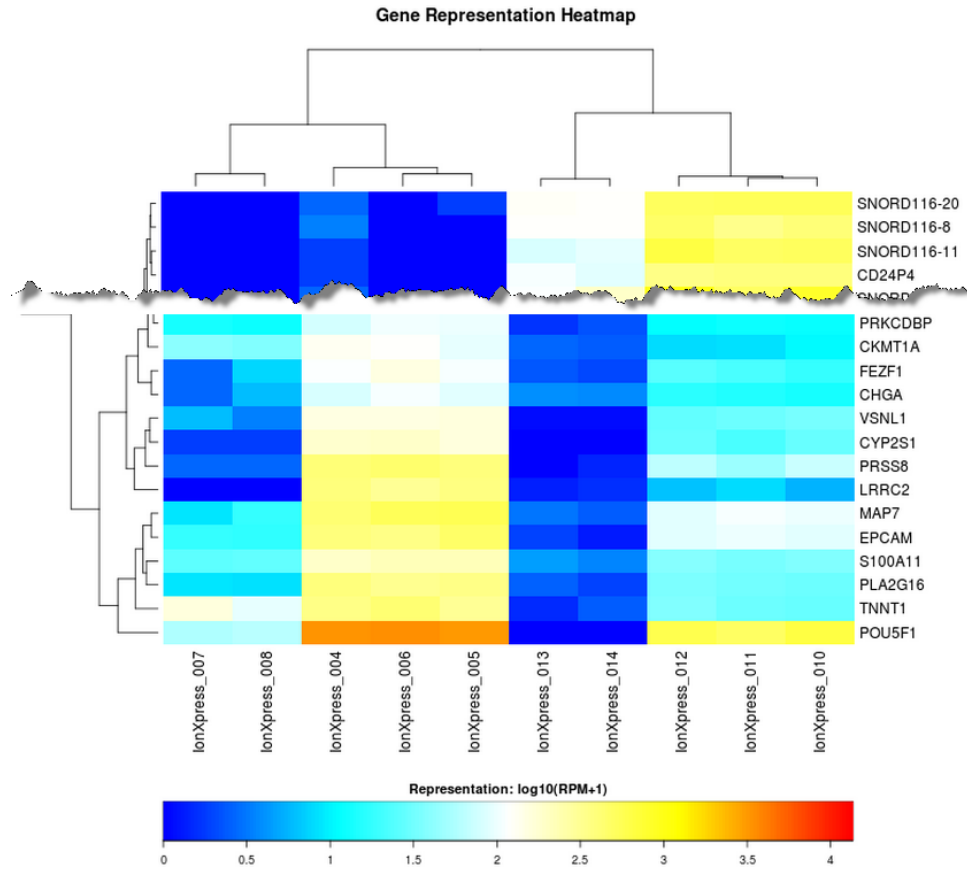 Gene Representation Heatmap
SNORD116-20
SNORD116-8
SNORD116-11
CD24P4
PRKCDBP
CKMT1A
FEZF1
CHGA
VSNL1
CYP2S1
PRSS8
LRRC2
MAP7
EPCAM
S100A11
PLA2G16
TNNT1
POU5F1
IonXpress_007
IonXpress_008
IonXpress_004
IonXpress_006
IonXpress_005
IonXpress_013
IonXpress_014
IonXpress_012
IonXpress_011
IonXpress_010
Representation: log10(RPM+1)
0 0.5 1 1.5 2 2.5 3 3.5 4